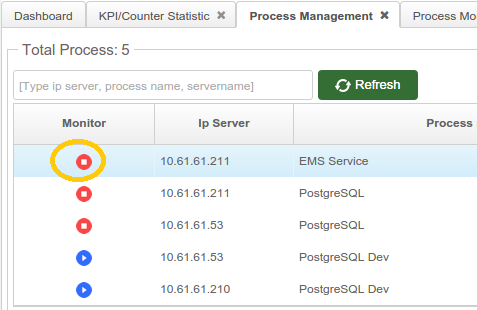 Dashboard KPI/Counter Statistic Process Management Process Mo
Total Process: 5
[Type ip server, process name, servername] Refresh
Monitor Ip Server Process
10.61.61.211 EMS Service
10.61.61.211 PostgreSQL
10.61.61.53 PostgreSQL
10.61.61.53 PostgreSQL Dev
10.61.61.210 PostgreSQL Dev